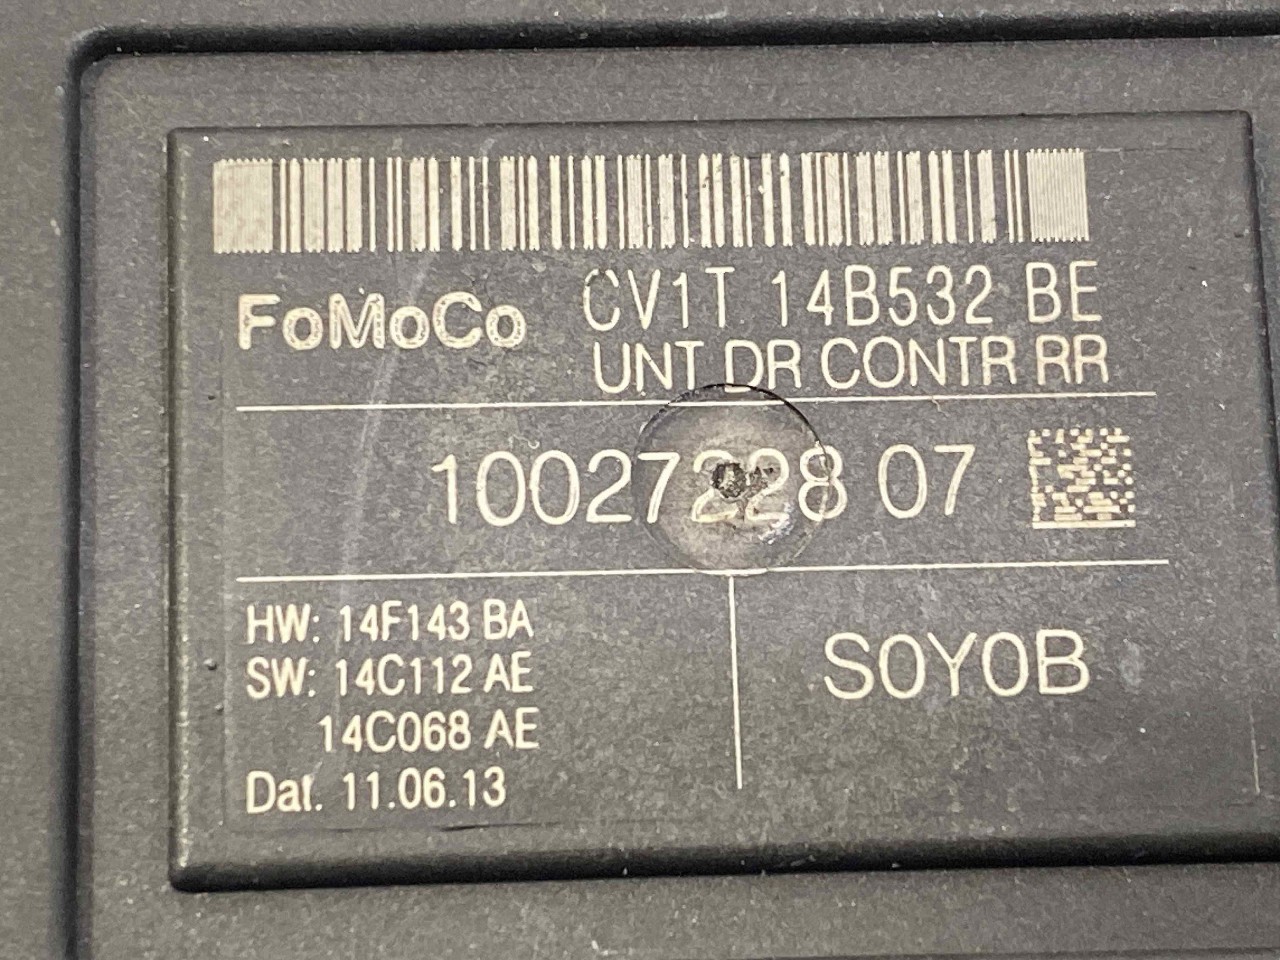 FoMoCo CV1T 14B532 BE
UNT DR CONTR RR
10027228 07
HW: 14F143 BA
SW: 14C112 AE
14C068 AE
Dat. 11.06.13
S0Y0B